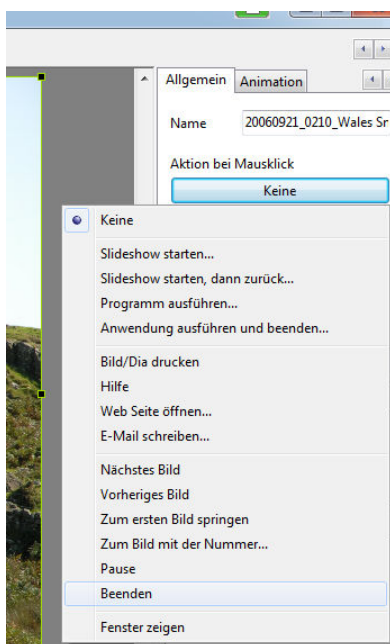 Allgemein Animation
Name 20060921_0210_Wales Sr
Aktion bei Mausklick
Keine
Keine
Slideshow starten...
Slideshow starten, dann zurück...
Programm ausführen...
Anwendung ausführen und beenden...
Bild/Dia drucken
Hilfe
Web Seite öffnen...
E-Mail schreiben...
Nächstes Bild
Vorheriges Bild
Zum ersten Bild springen
Zum Bild mit der Nummer...
Pause
Beenden
Fenster zeigen